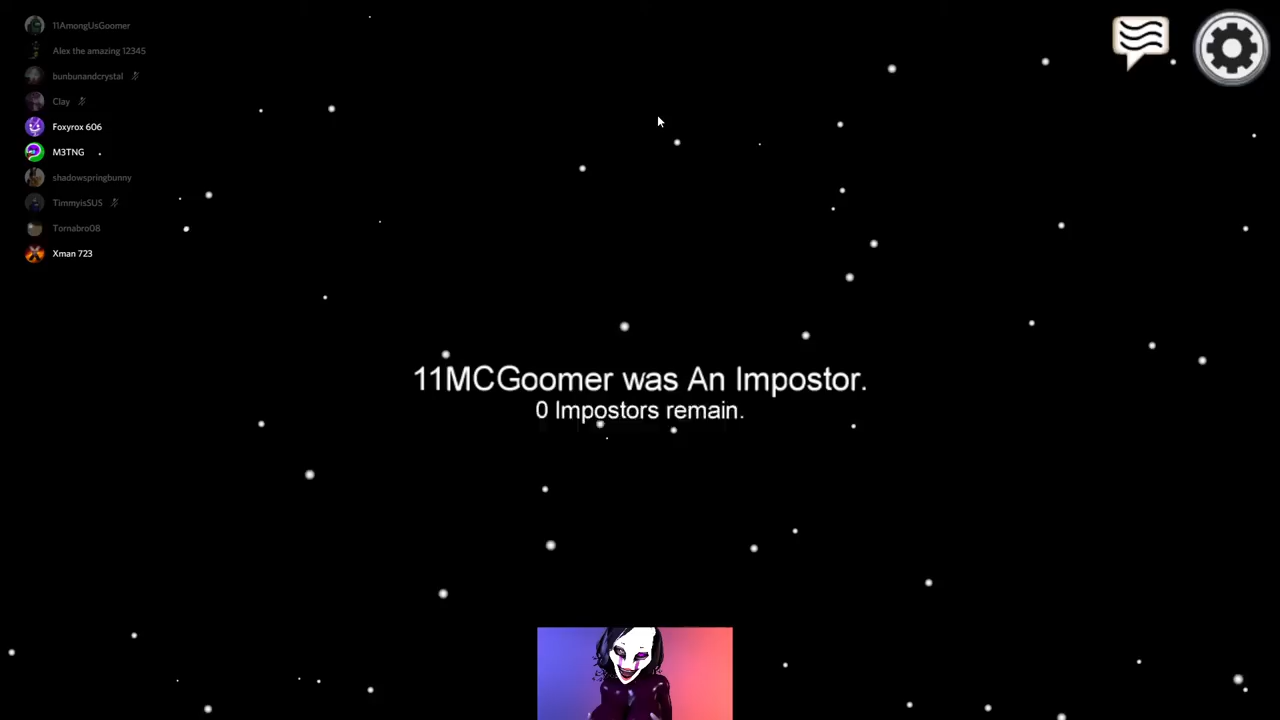 11AmongUsGoomer
Alex the amazing 12345
bunbunandcrystal
Clay
Foxyrox 606
M3TNG
shadowspringbunny
TimmyisSUS
Tornabro08
Xman 723
11MCGoomer was An Impostor.
0 Impostors remain.